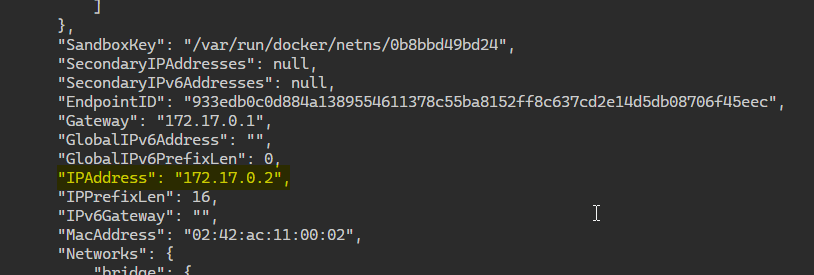 ]
},
"SandboxKey": "/var/run/docker/netns/0b8bbd49bd24",
"SecondaryIPAddresses": null,
"SecondaryIPv6Addresses": null,
"EndpointID": "933edb0c0d884a1389554611378c55ba8152ff8c637cd2e14d5db08706f45eec",
"Gateway": "172.17.0.1",
"GlobalIPv6Address": "",
"GlobalIPv6PrefixLen": 0,
"IPAddress": "172.17.0.2",
"IPPrefixLen": 16,
"IPv6Gateway": "",
"MacAddress": "02:42:ac:11:00:02",
"Networks": {
"bridge": {